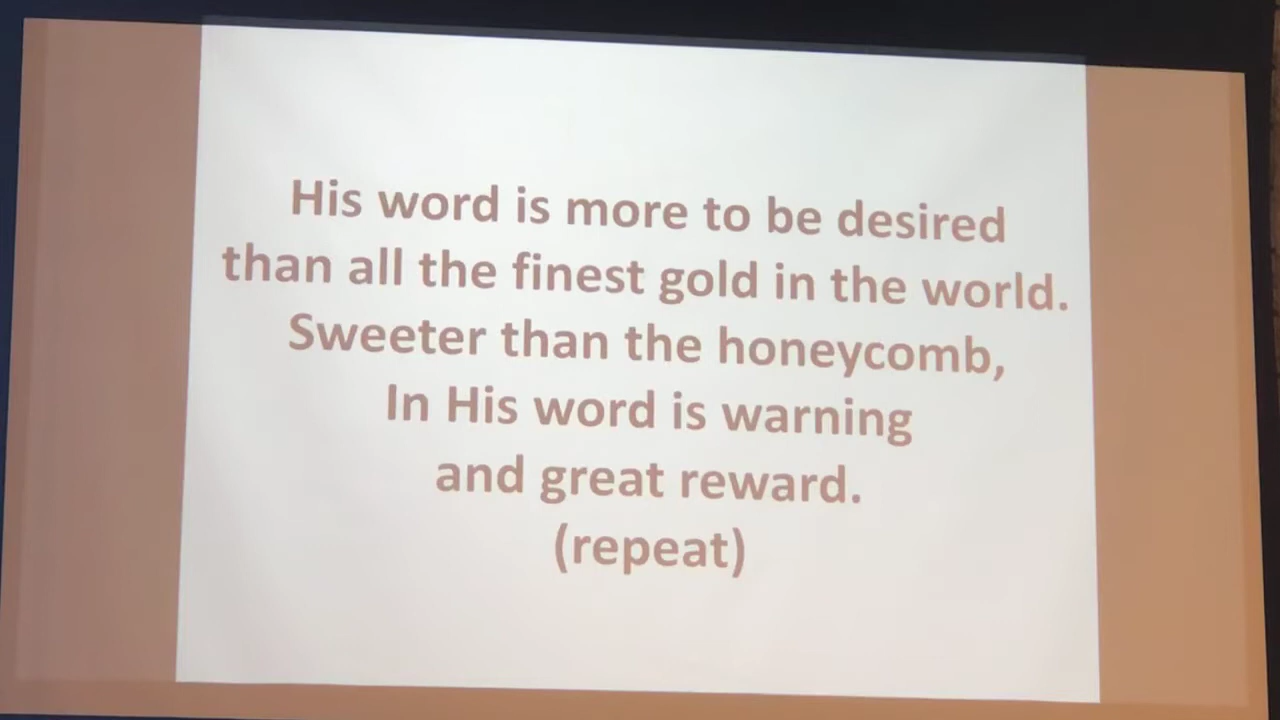 His word is more to be desired
than all the finest gold in the world.
Sweeter than the honeycomb,
In His word is warning
and great reward.
(repeat)